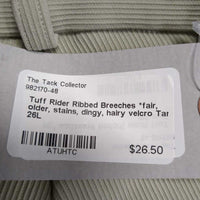 The Tack Collector
982170-48
Tuff Rider Ribbed Breeches *fair,
older, stains, dingy, hairy velcro Tan
26L
ATUHTC
$26.50